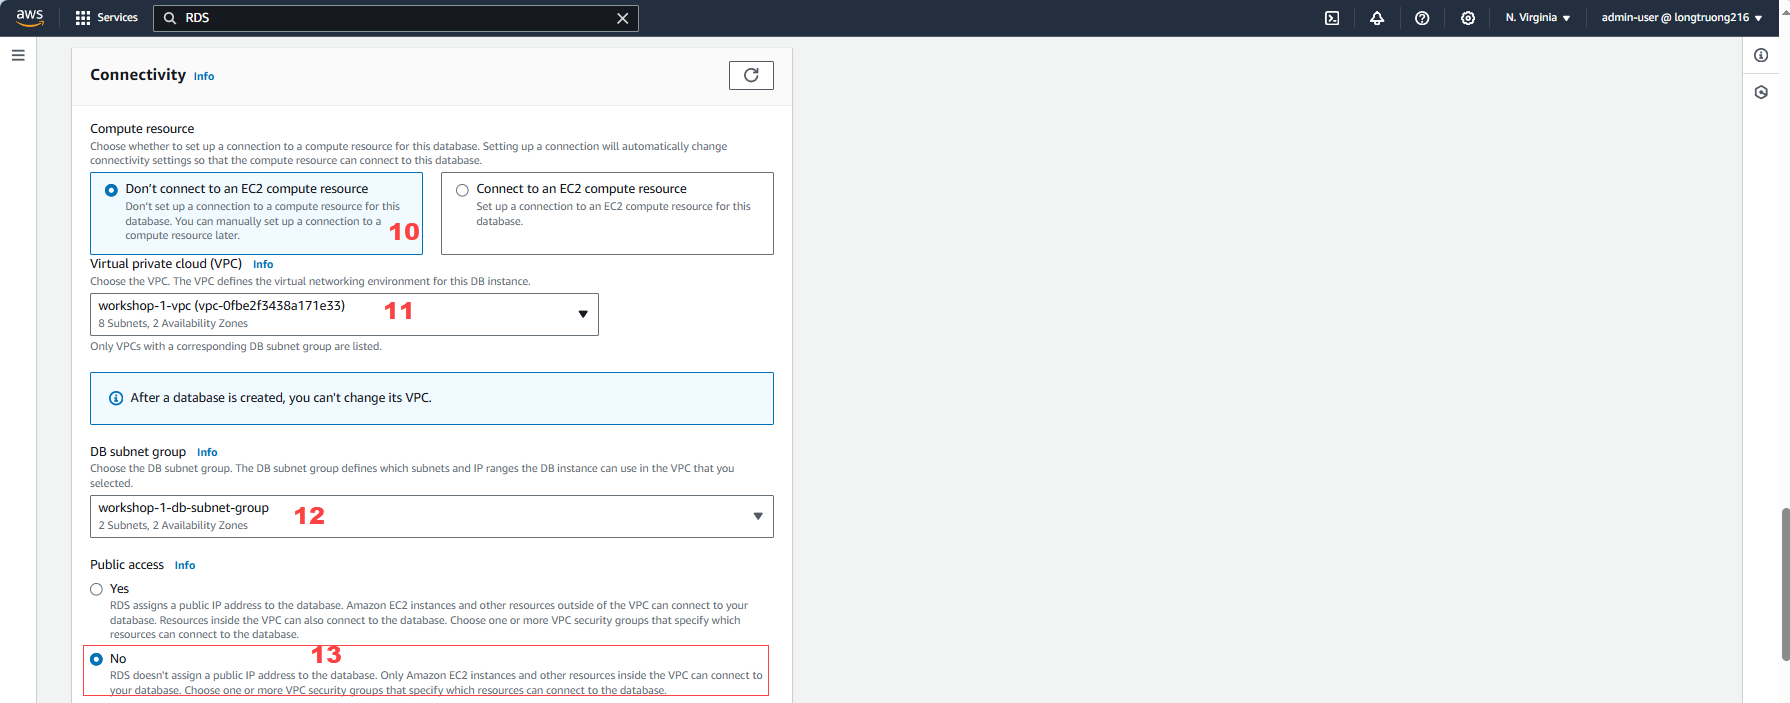 aws
Services
RDS
N. Virginia
admin-user @ longtruong216
Connectivity Info
Compute resource
Choose whether to set up a connection to a compute resource for this database. Setting up a connection will automatically change
connectivity settings so that the compute resource can connect to this database.
Don't connect to an EC2 compute resource
Don't set up a connection to a compute resource for this
database. You can manually set up a connection to a
compute resource later.
10
Connect to an EC2 compute resource
Set up a connection to an EC2 compute resource for this
database.
Virtual private cloud (VPC) Info
Choose the VPC. The VPC defines the virtual networking environment for this DB instance.
workshop-1-vpc (vpc-0fbe2f3438a171e33)
8 Subnets, 2 Availability Zones
11
Only VPCs with a corresponding DB subnet group are listed.
After a database is created, you can't change its VPC.
DB subnet group Info
Choose the DB subnet group. The DB subnet group defines which subnets and IP ranges the DB instance can use in the VPC that you
selected.
workshop-1-db-subnet-group
2 Subnets, 2 Availability Zones
12
Public access Info
Yes
RDS assigns a public IP address to the database. Amazon EC2 instances and other resources outside of the VPC can connect to your
database. Resources inside the VPC can also connect to the database. Choose one or more VPC security groups that specify which
resources can connect to the database.
No
13
RDS doesn't assign a public IP address to the database. Only Amazon EC2 instances and other resources inside the VPC can connect to
your database. Choose one or more VPC security groups that specify which resources can connect to the database.